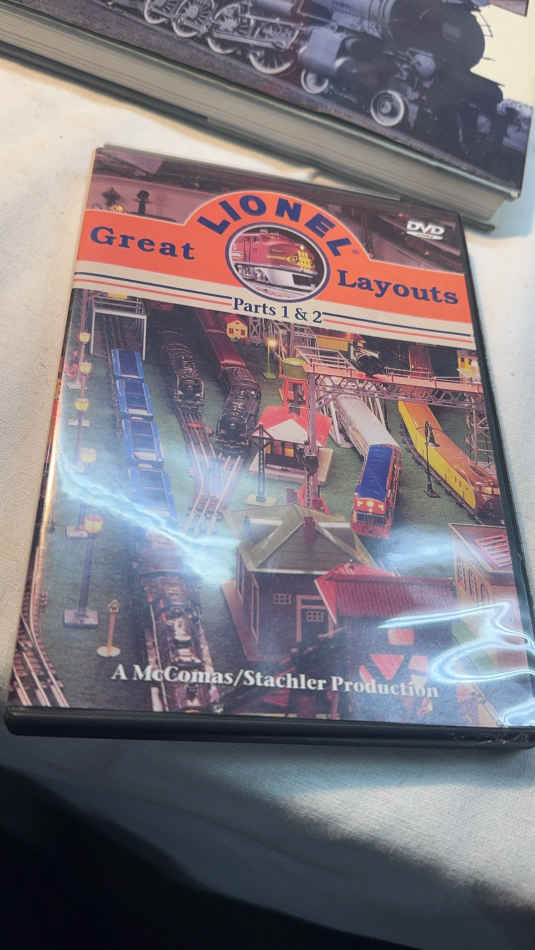 LIONEL
Great Layouts
Parts 1 & 2
DVD
A McComas/Stachler Production